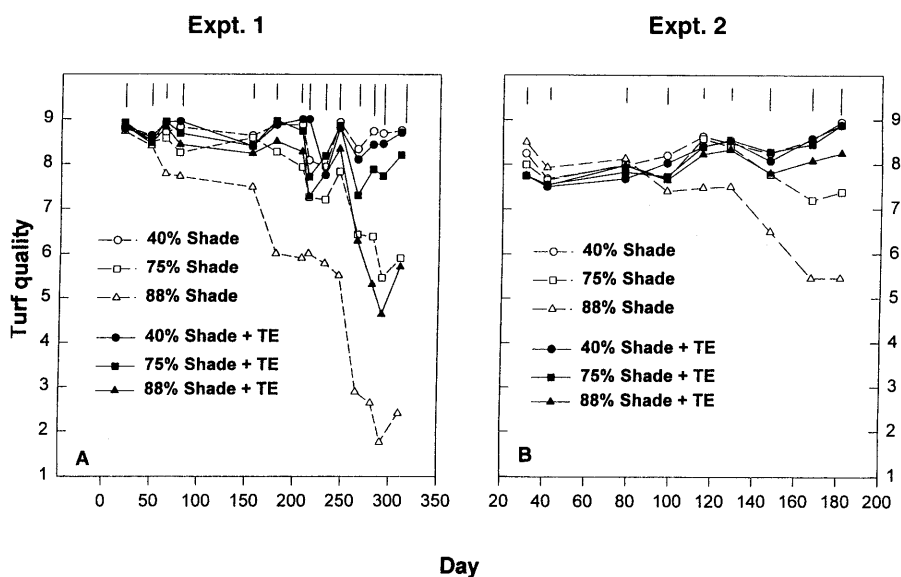 Expt. 1
Expt. 2
Turf quality
9
8
7
6
5
4
3
2
1
40% Shade
75% Shade
88% Shade
40% Shade + TE
75% Shade + TE
88% Shade + TE
A
0 50 100 150 200 250 300 350
9
8
7
6
5
4
3
2
1
40% Shade
75% Shade
88% Shade
40% Shade + TE
75% Shade + TE
88% Shade + TE
B
20 40 60 80 100 120 140 160 180 200
Day